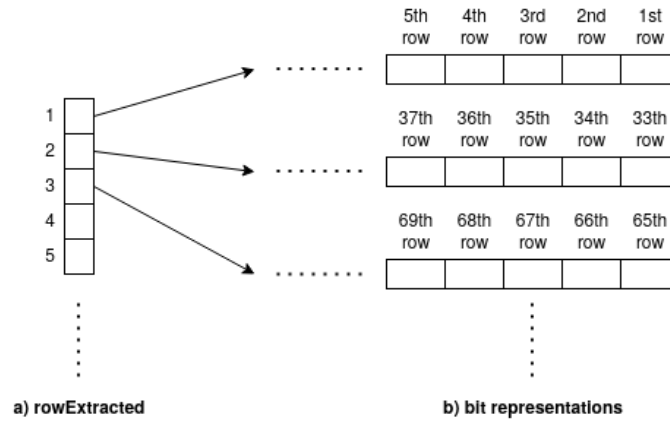 5th 4th 3rd 2nd 1st
row row row row row
1
37th 36th 35th 34th 33th
row row row row row
2
3
69th 68th 67th 66th 65th
row row row row row
4
5
a) rowExtracted
b) bit representations